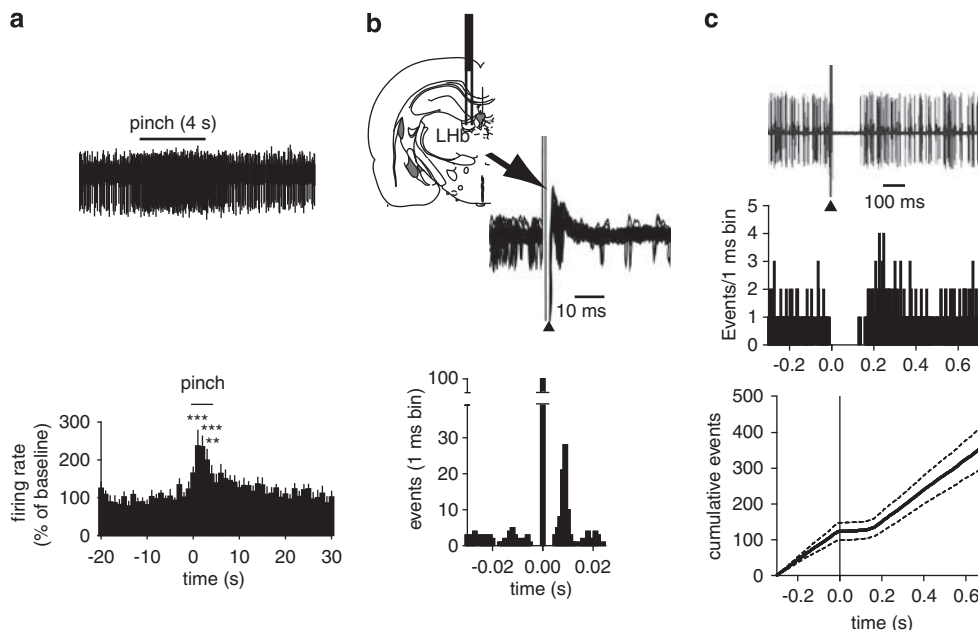 a
pinch (4 s)
pinch
***
***
**
300
200
100
0
firing rate
(% of baseline)
-20 -10 0 10 20 30
time (s)
b
LHb
10 ms
100
30
20
10
0
events (1 ms bin)
-0.02 0.00 0.02
time (s)
c
100 ms
5
4
3
2
1
0
Events/1 ms bin
-0.2 0.0 0.2 0.4 0.6
500
400
300
200
100
0
cumulative events
-0.2 0.0 0.2 0.4 0.6
time (s)